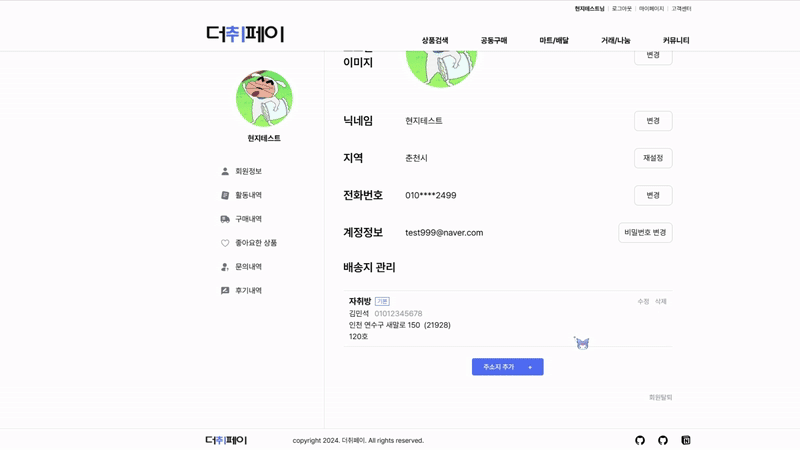 현지테스트님 | 로그아웃 | 마이페이지 | 고객센터
더취페이
상품검색 공동구매 마트/배달 거래/나눔 커뮤니티
이미지 변경
현지테스트
회원정보
활동내역
구매내역
좋아요한 상품
문의내역
후기내역
닉네임 현지테스트 변경
지역 춘천시 재설정
전화번호 010****2499 변경
계정정보 test999@naver.com 비밀번호 변경
배송지 관리
자취방 기본 수정 삭제
김민석 01012345678
인천 연수구 새말로 150 (21928)
120호
주소지 추가 +
회원탈퇴
더취페이 copyright 2024. 더취페이. All rights reserved.